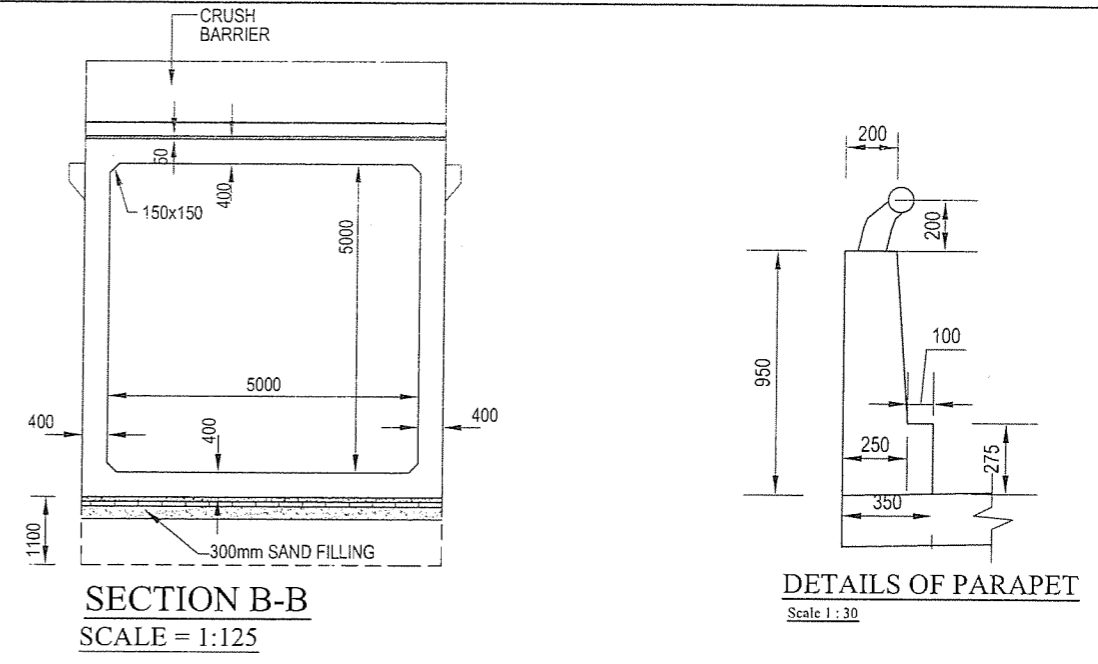 CRUSH
BARRIER
50
400
150x150
5000
5000
400
400
400
1100
300mm SAND FILLING
SECTION B-B
SCALE = 1:125
200
200
950
100
250
275
350
DETAILS OF PARAPET
Scale 1 : 30